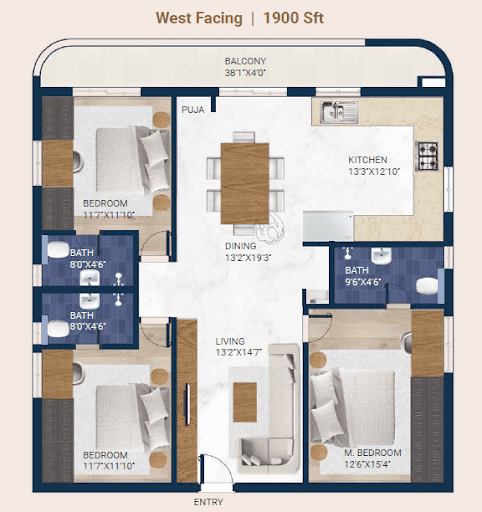 West Facing | 1900 Sft
BALCONY
38'1"X4'0"
PUJA
KITCHEN
13'3"X12'10"
BEDROOM
11'7"X11'10"
DINING
13'2"X19'3"
BATH
8'0"X4'6"
BATH
9'6"X4'6"
BATH
8'0"X4'6"
LIVING
13'2"X14'7"
BEDROOM
11'7"X11'10"
M. BEDROOM
12'6"X15'4"
ENTRY